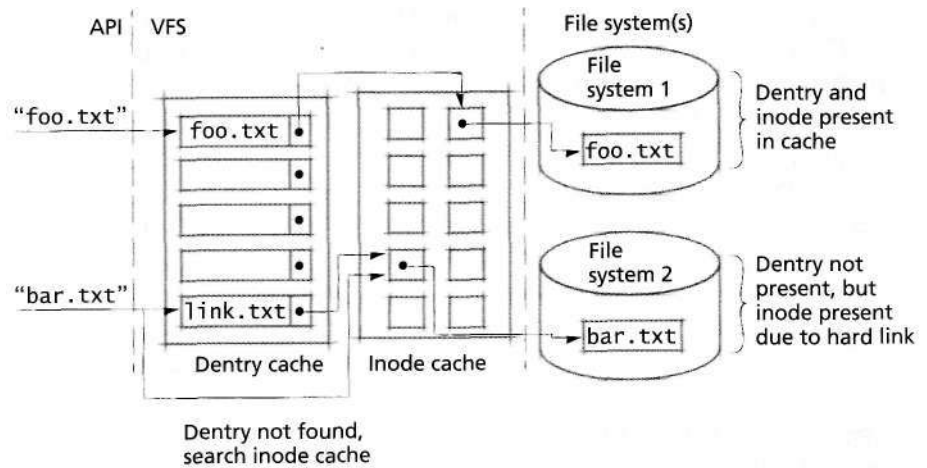 API
VFS
File system(s)
File
system 1
Dentry and
inode present
in cache
"foo.txt"
foo.txt
foo.txt
File
system 2
Dentry not
present, but
inode present
due to hard link
"bar.txt"
link.txt
bar.txt
Dentry cache
Inode cache
Dentry not found,
search inode cache